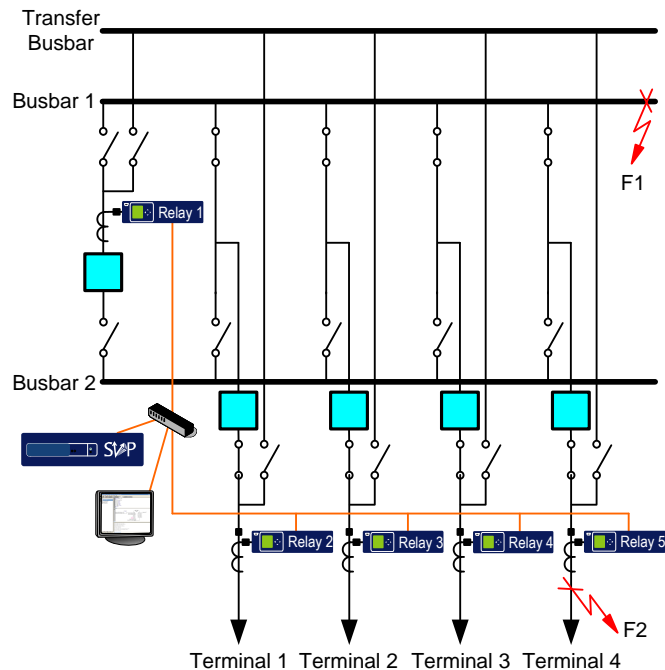 Transfer
Busbar
Busbar 1
F1
Relay 1
Busbar 2
SVP
Relay 2
Relay 3
Relay 4
Relay 5
F2
Terminal 1
Terminal 2
Terminal 3
Terminal 4